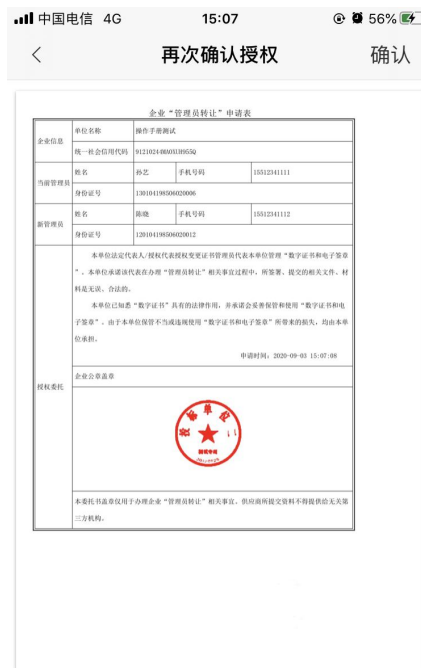 中国电信 4G 15:07 56%
再次确认授权 确认
企业“管理员转让”申请表
企业信息 单位名称 操作手册测试
统一社会信用代码 91210244MA0XUH955Q
当前管理员 姓名 孙艺 手机号码 15512341111
身份证号 130104198506020006
新管理员 姓名 陈晓 手机号码 15512341112
身份证号 120104198506020012
授权委托
本单位法定代表人/授权代表授权变更证书管理员代表本单位管理“数字证书和电子签章
”。本单位承诺该代表在办理“管理员转让”相关事宜过程中，所签署、提交的相关文件、材
料是无误、合法的。
本单位已知悉“数字证书”具有的法律作用，并承诺会妥善保管和使用“数字证书和电
子签章”。由于本单位保管不当或违规使用“数字证书和电子签章”所带来的损失，均由本单
位承担。
申请时间：2020-09-03 15:07:08
企业公章盖章
投标单位二
测试专用
本委托书盖章仅用于办理企业“管理员转让”相关事宜、供应商所提交资料不得提供给无关第
三方机构。